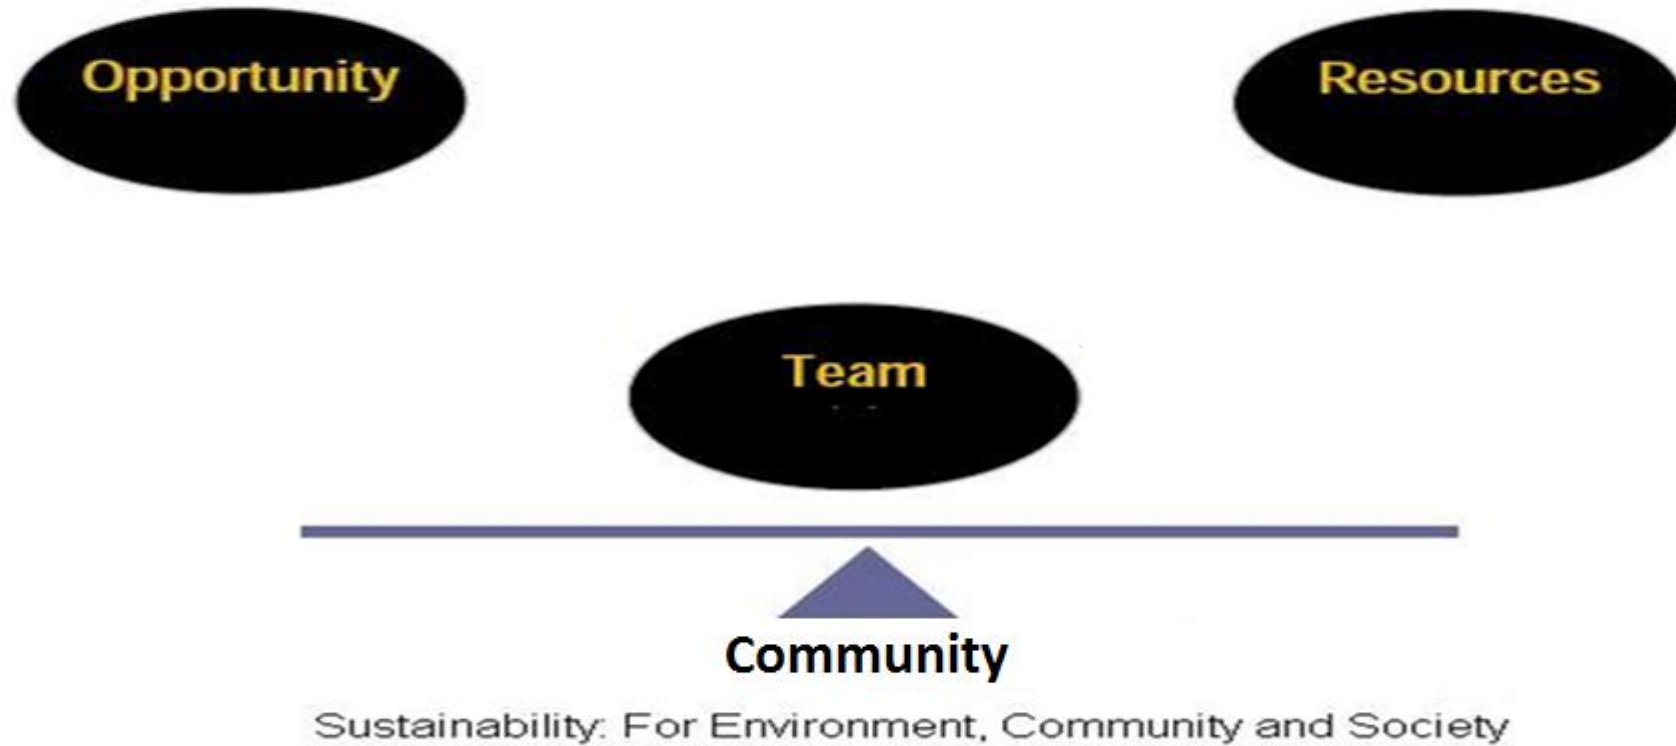 Opportunity
Resources
Team
Community
Sustainability: For Environment, Community and Society